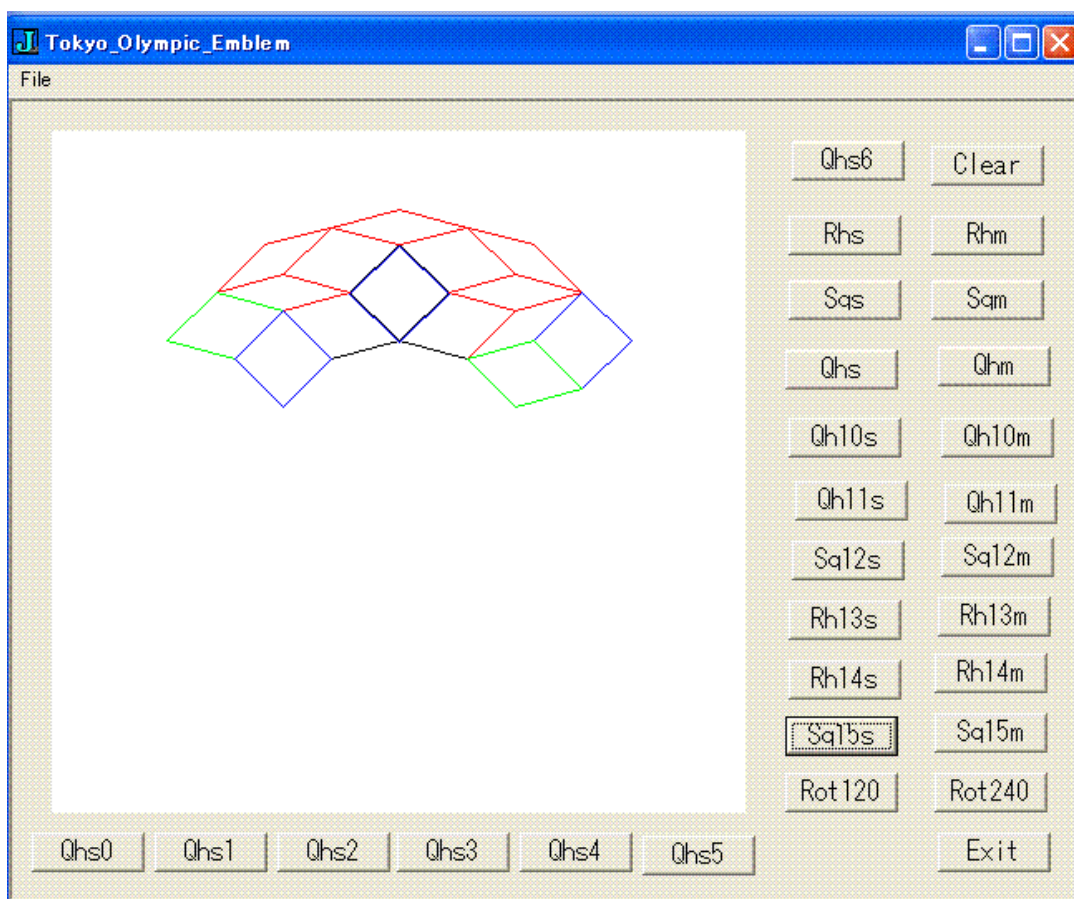 Tokyo_Olympic_Emblem
File
Qhs6 Clear
Rhs Rhm
Sqs Sqm
Qhs Qhm
Qh10s Qh10m
Qh11s Qh11m
Sq12s Sq12m
Rh13s Rh13m
Rh14s Rh14m
Sq15s Sq15m
Rot120 Rot240
Qhs0 Qhs1 Qhs2 Qhs3 Qhs4 Qhs5 Exit